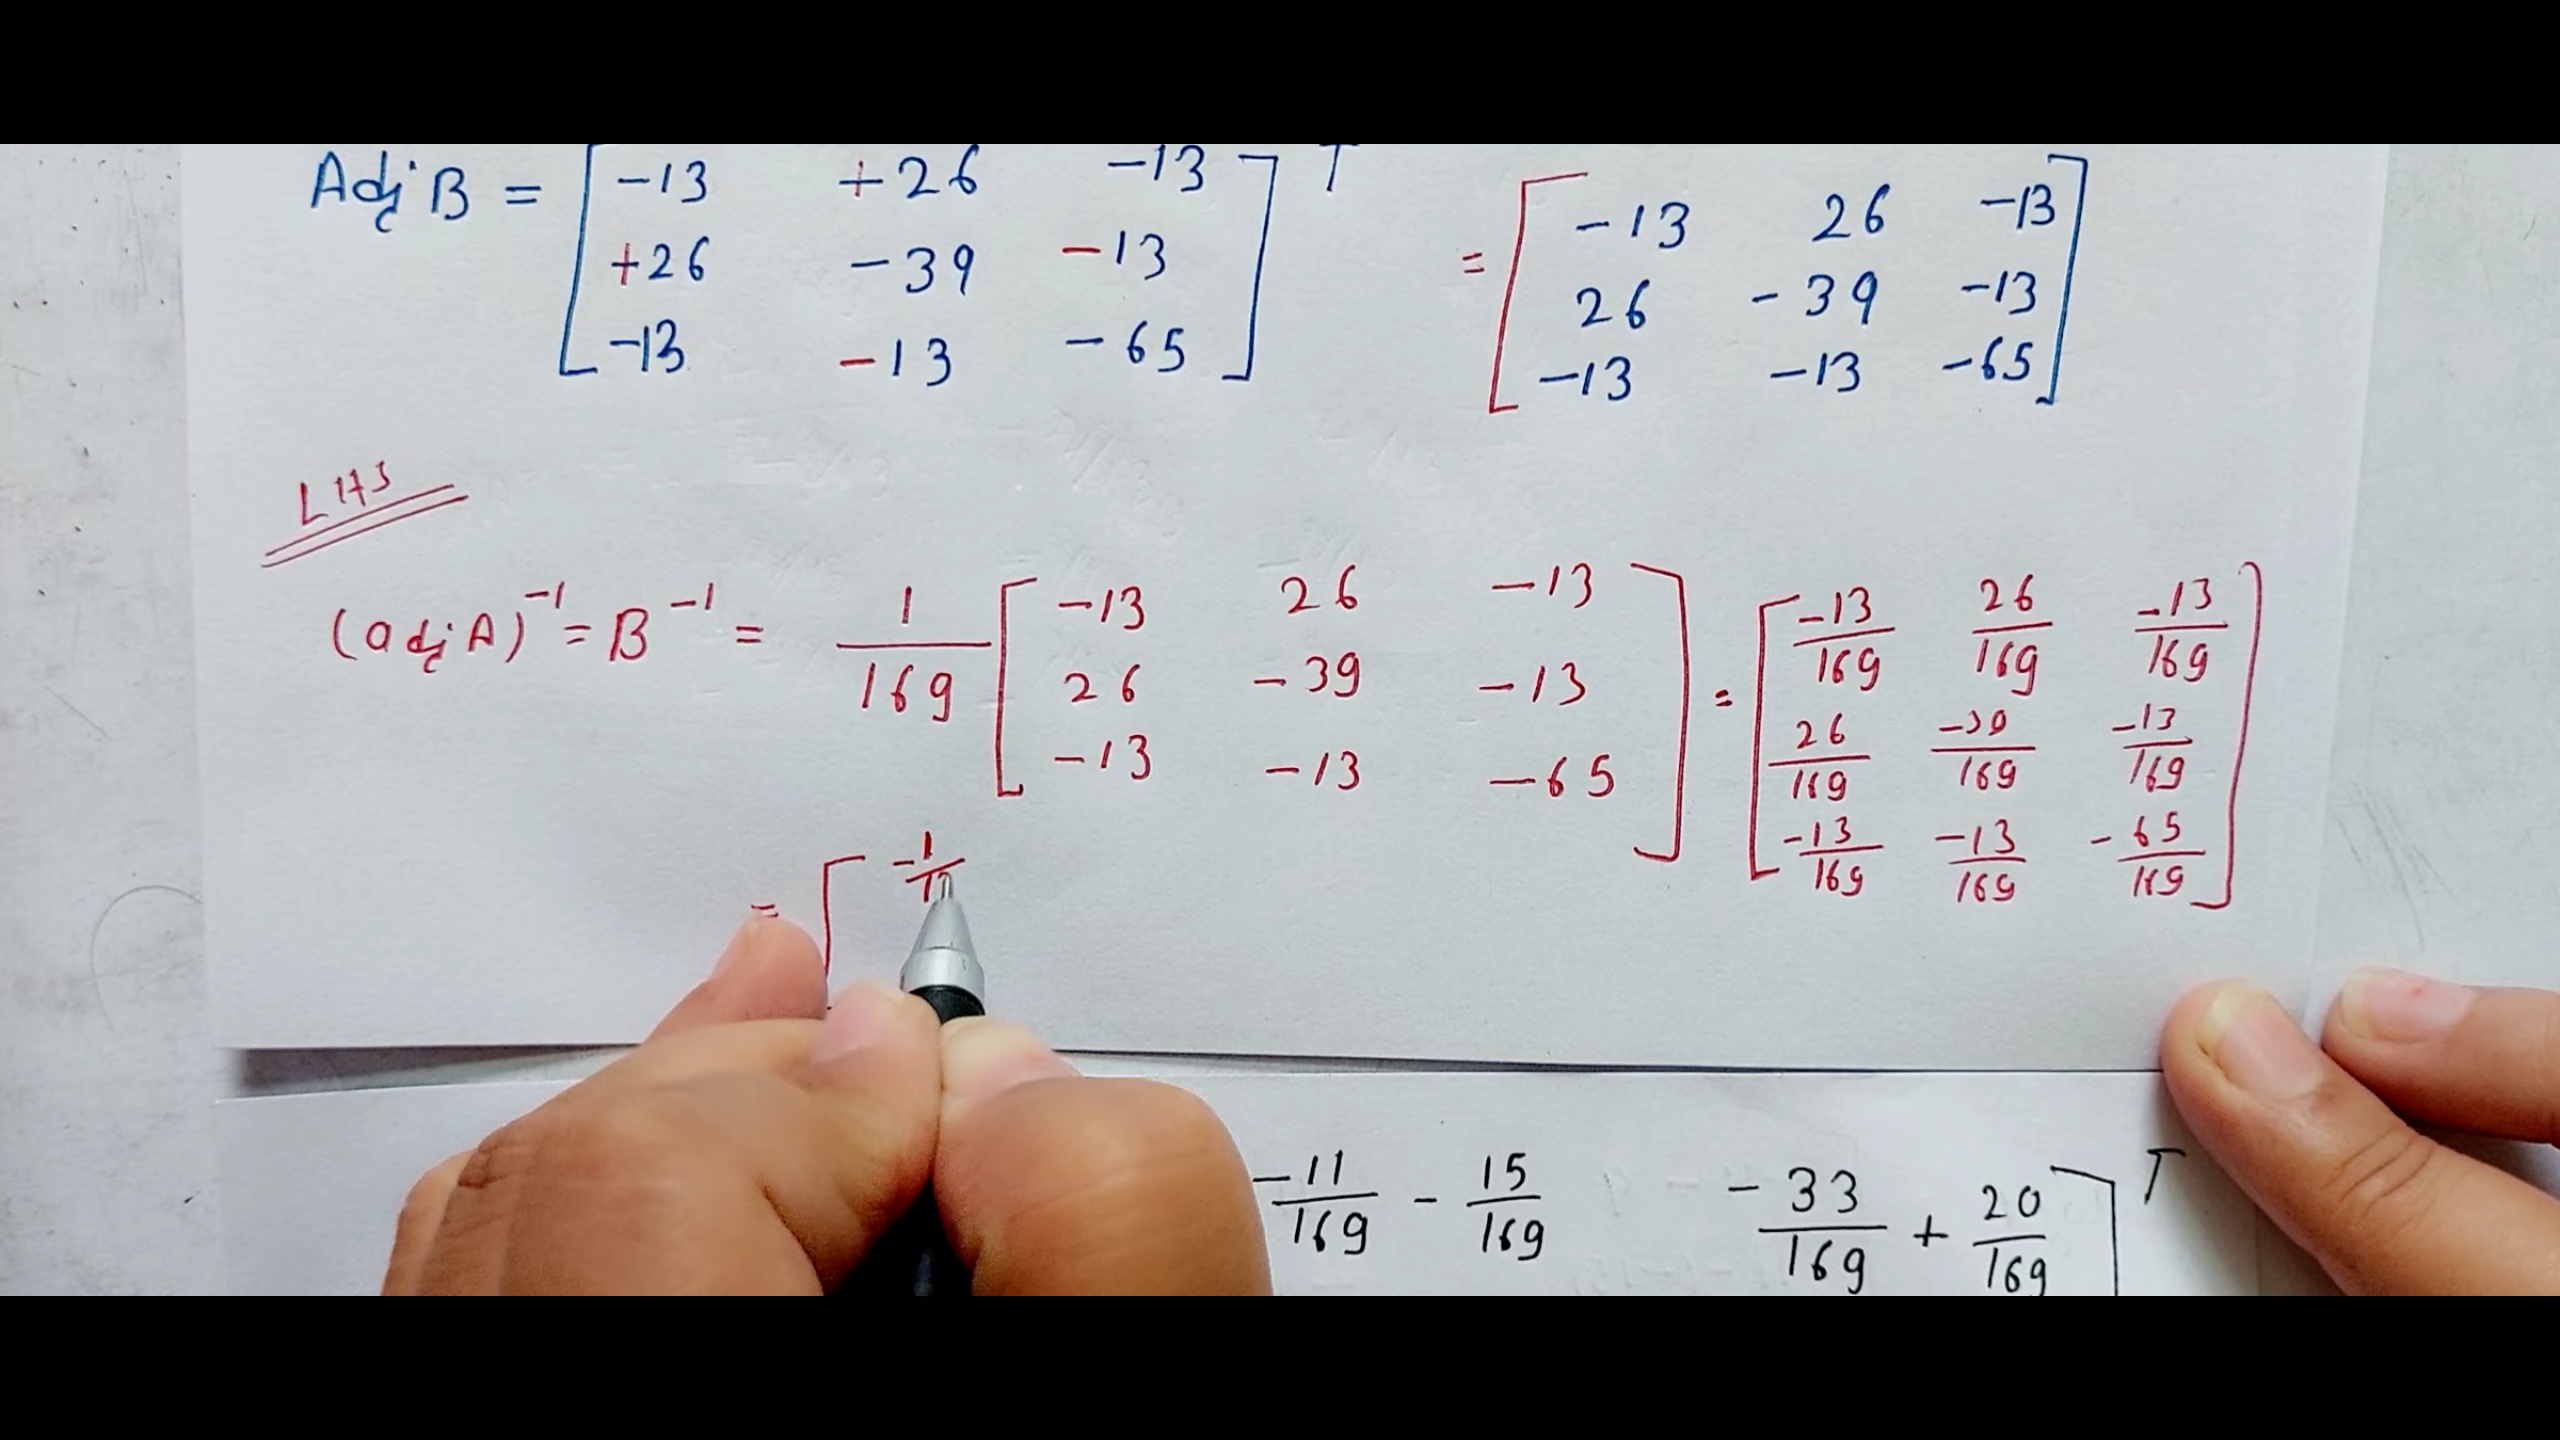 Adj B = [ -13 +26 -13 ] T = [ -13 26 -13 ]
+26 -39 -13 26 -39 -13
-13 -13 -65 -13 -13 -65
LHS
(adj A)^-1 = B^-1 = 1/169 [ -13 26 -13 ] = [ -13/169 26/169 -13/169 ]
26 -39 -13 26/169 -39/169 -13/169
-13 -13 -65 -13/169 -13/169 -65/169
= [ -1/13
-11/169 - 15/169 -33/169 + 20/169 ] T